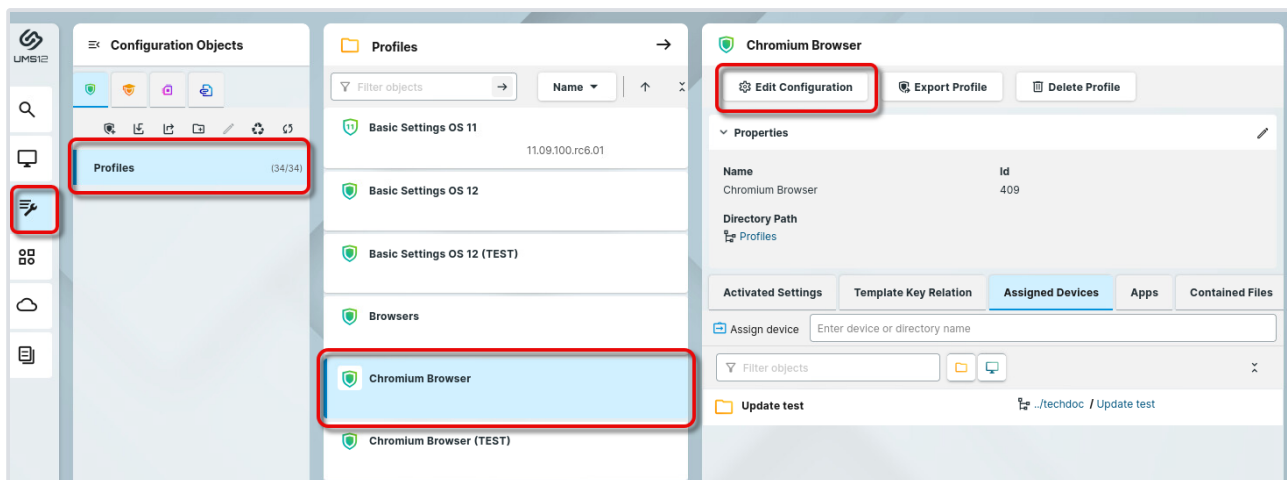 UMS12
Configuration Objects
Profiles (34/34)
Profiles
Filter objects
Name
11
Basic Settings OS 11
11.09.100.rc6.01
Basic Settings OS 12
Basic Settings OS 12 (TEST)
Browsers
Chromium Browser
Chromium Browser (TEST)
Chromium Browser
Edit Configuration Export Profile Delete Profile
Properties
Name Id
Chromium Browser 409
Directory Path
Profiles
Activated Settings Template Key Relation Assigned Devices Apps Contained Files
Assign device Enter device or directory name
Filter objects
Update test ../techdoc / Update test